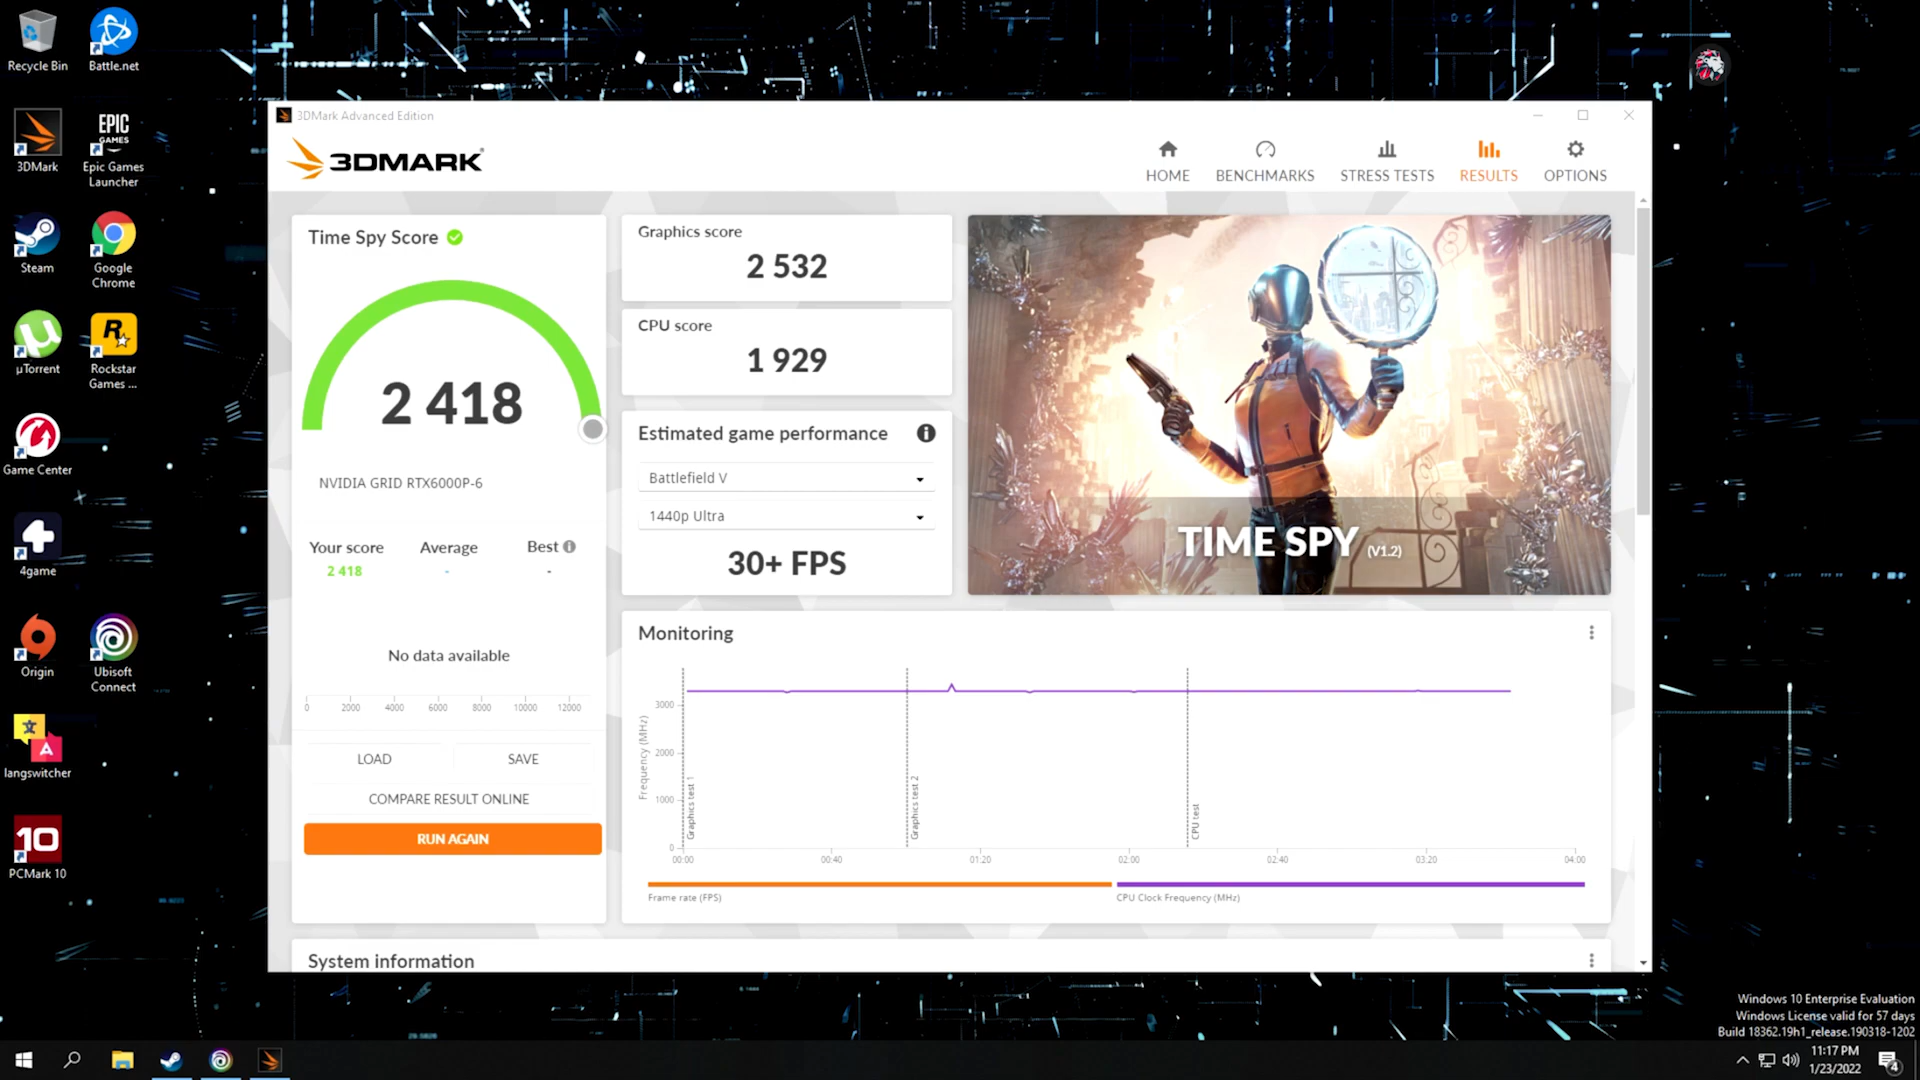 Recycle Bin
Battle.net
3DMark
EPIC
GAMES
Epic Games
Launcher
Steam
Google
Chrome
µTorrent
Rockstar
Games ...
Game Center
4game
Origin
Ubisoft
Connect
langswitcher
10
PCMark 10
3DMark Advanced Edition
3DMARK
HOME
BENCHMARKS
STRESS TESTS
RESULTS
OPTIONS
Time Spy Score
2 418
NVIDIA GRID RTX6000P-6
Your score
Average
Best
2 418
-
-
No data available
0 2000 4000 6000 8000 10000 12000
LOAD
SAVE
COMPARE RESULT ONLINE
RUN AGAIN
Graphics score
2 532
CPU score
1 929
Estimated game performance
Battlefield V
1440p Ultra
30+ FPS
TIME SPY (V1.2)
Monitoring
Frequency (MHz)
3000
2000
1000
0
Graphics test 1
Graphics test 2
CPU test
00:00 00:40 01:20 02:00 02:40 03:20 04:00
Frame rate (FPS)
CPU Clock Frequency (MHz)
System information
Windows 10 Enterprise Evaluation
Windows License valid for 57 days
Build 18362.19h1_release.190318-1202
11:17 PM
1/23/2022
4